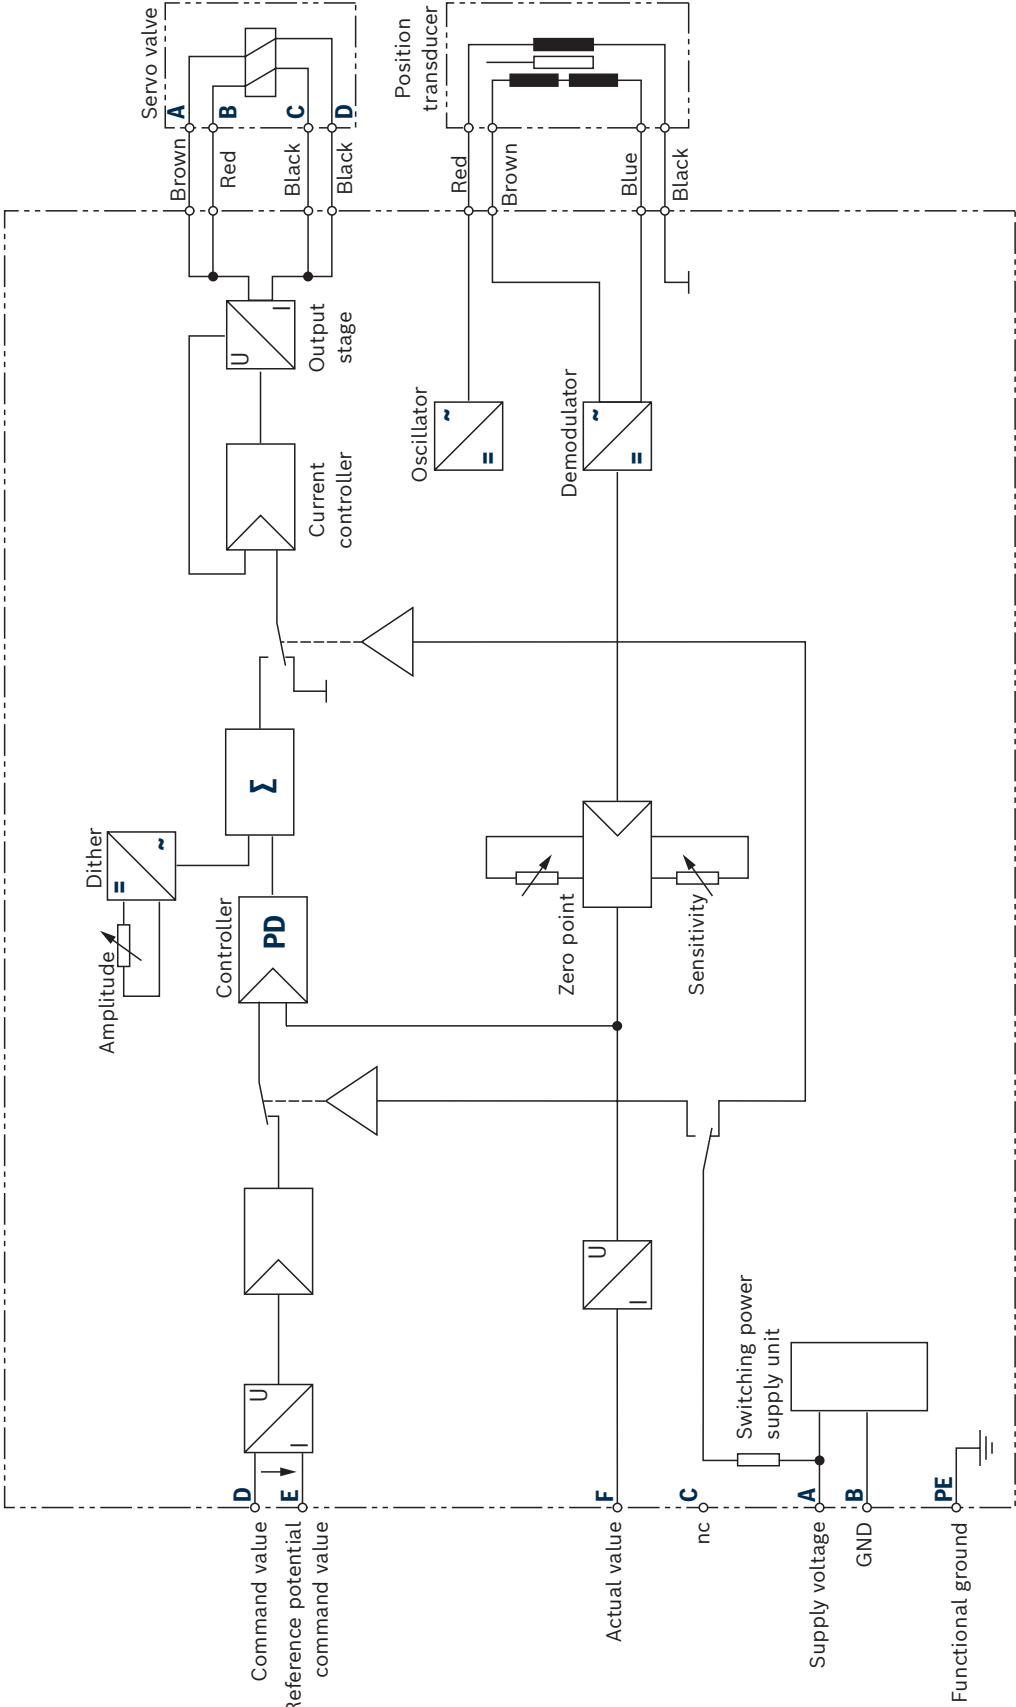 Servo valve
A
B
C
D
Brown
Red
Black
Black
Position
transducer
Red
Brown
Blue
Black
U
I
Output
stage
Current
controller
Oscillator
~
=
Demodulator
~
=
Σ
Dither
=
~
Amplitude
Controller
PD
Zero point
Sensitivity
U
I
U
I
Switching power
supply unit
D
E
F
C
A
B
PE
Command value
Reference potential
command value
Actual value
nc
Supply voltage
GND
Functional ground